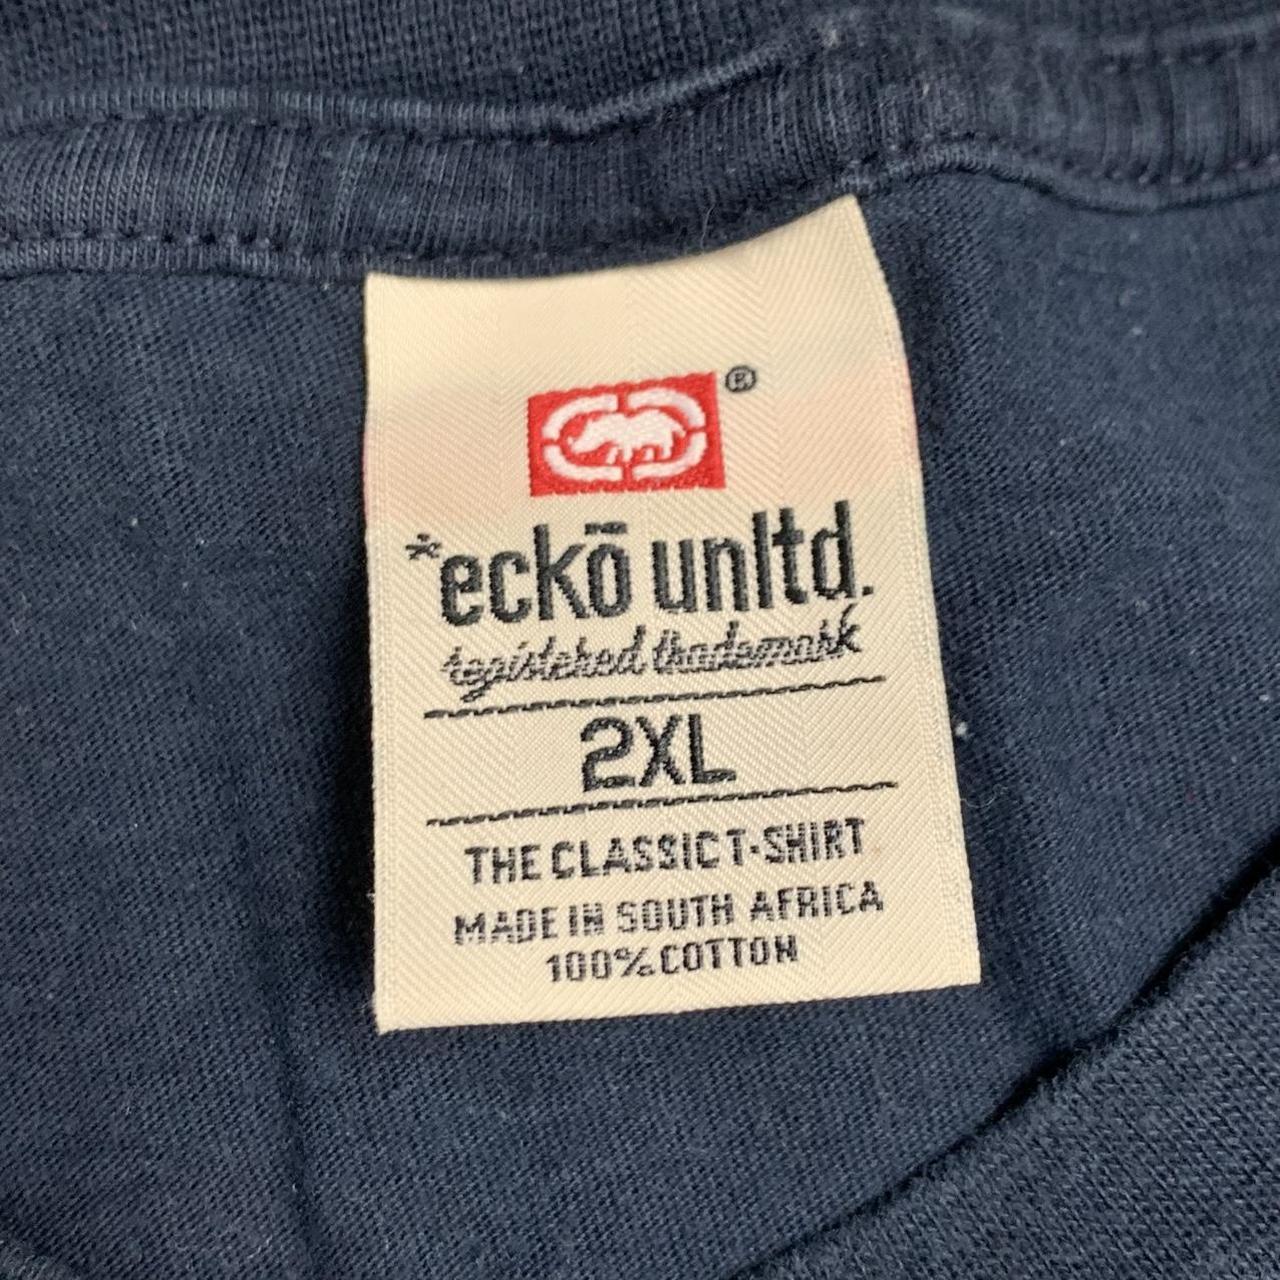 ®
*eckō unltd.
registered trademark
2XL
THE CLASSIC T-SHIRT
MADE IN SOUTH AFRICA
100% COTTON